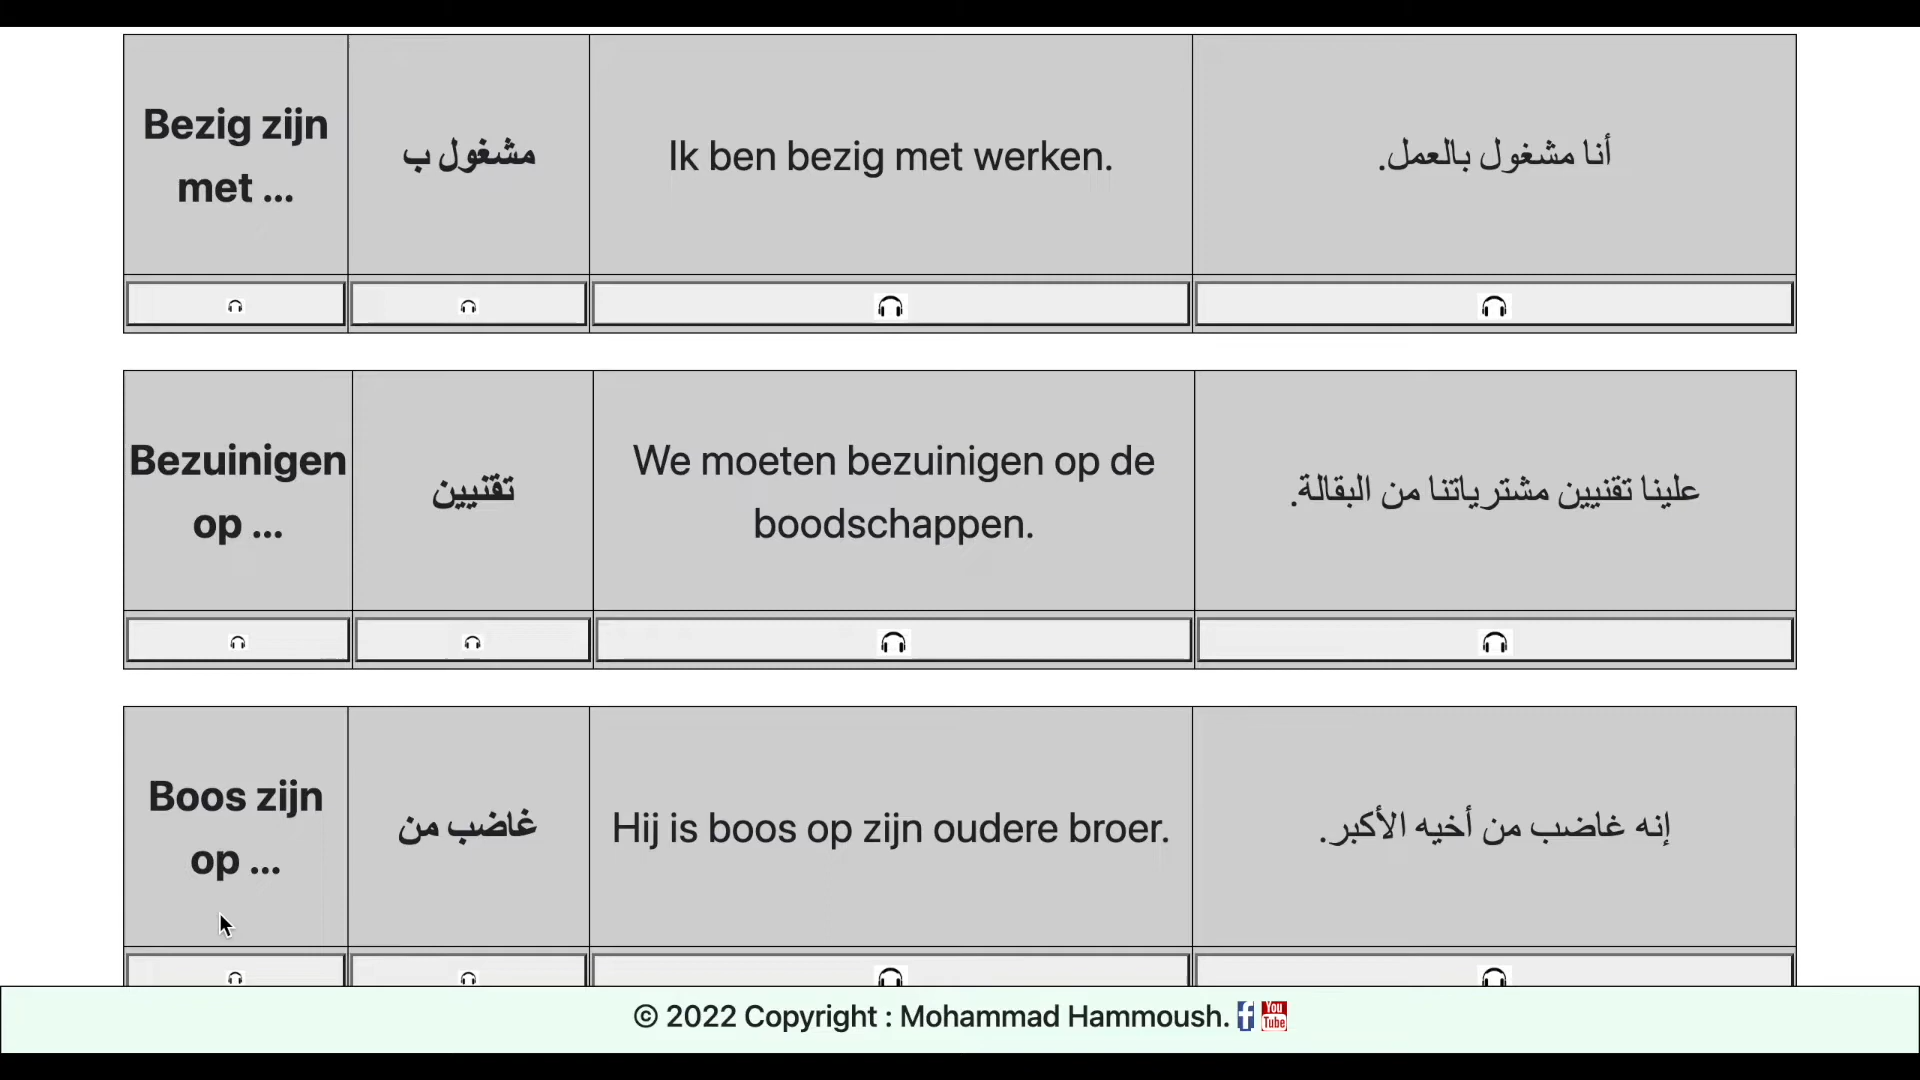 Bezig zijn
met ...
مشغول ب
Ik ben bezig met werken.
أنا مشغول بالعمل.
Bezuinigen
op ...
تقنيين
We moeten bezuinigen op de
boodschappen.
علينا تقنيين مشترياتنا من البقالة.
Boos zijn
op ...
غاضب من
Hij is boos op zijn oudere broer.
إنه غاضب من أخيه الأكبر.
© 2022 Copyright : Mohammad Hammoush. f You Tube